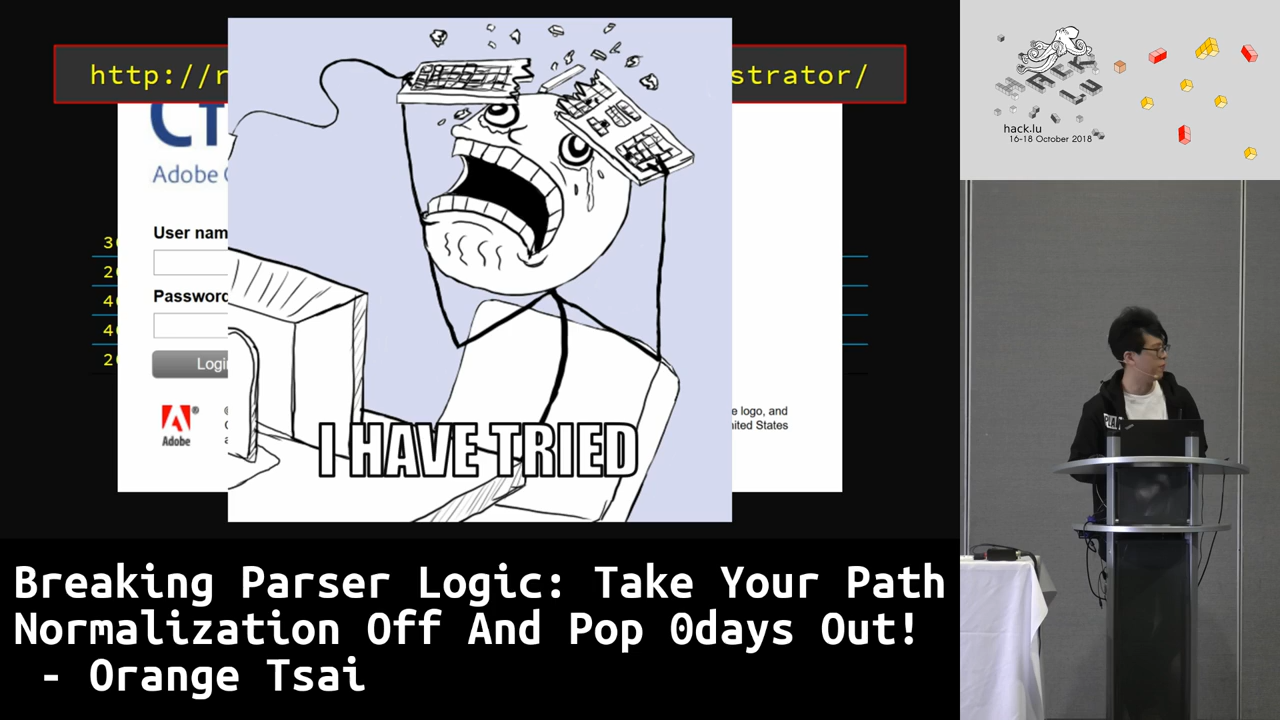 http://r
strator/
Adobe
User nam
Password
Logi
Adobe
e logo, and
nited States
I HAVE TRIED
hack.lu
16-18 October 2018
Breaking Parser Logic: Take Your Path
Normalization Off And Pop 0days Out!
- Orange Tsai